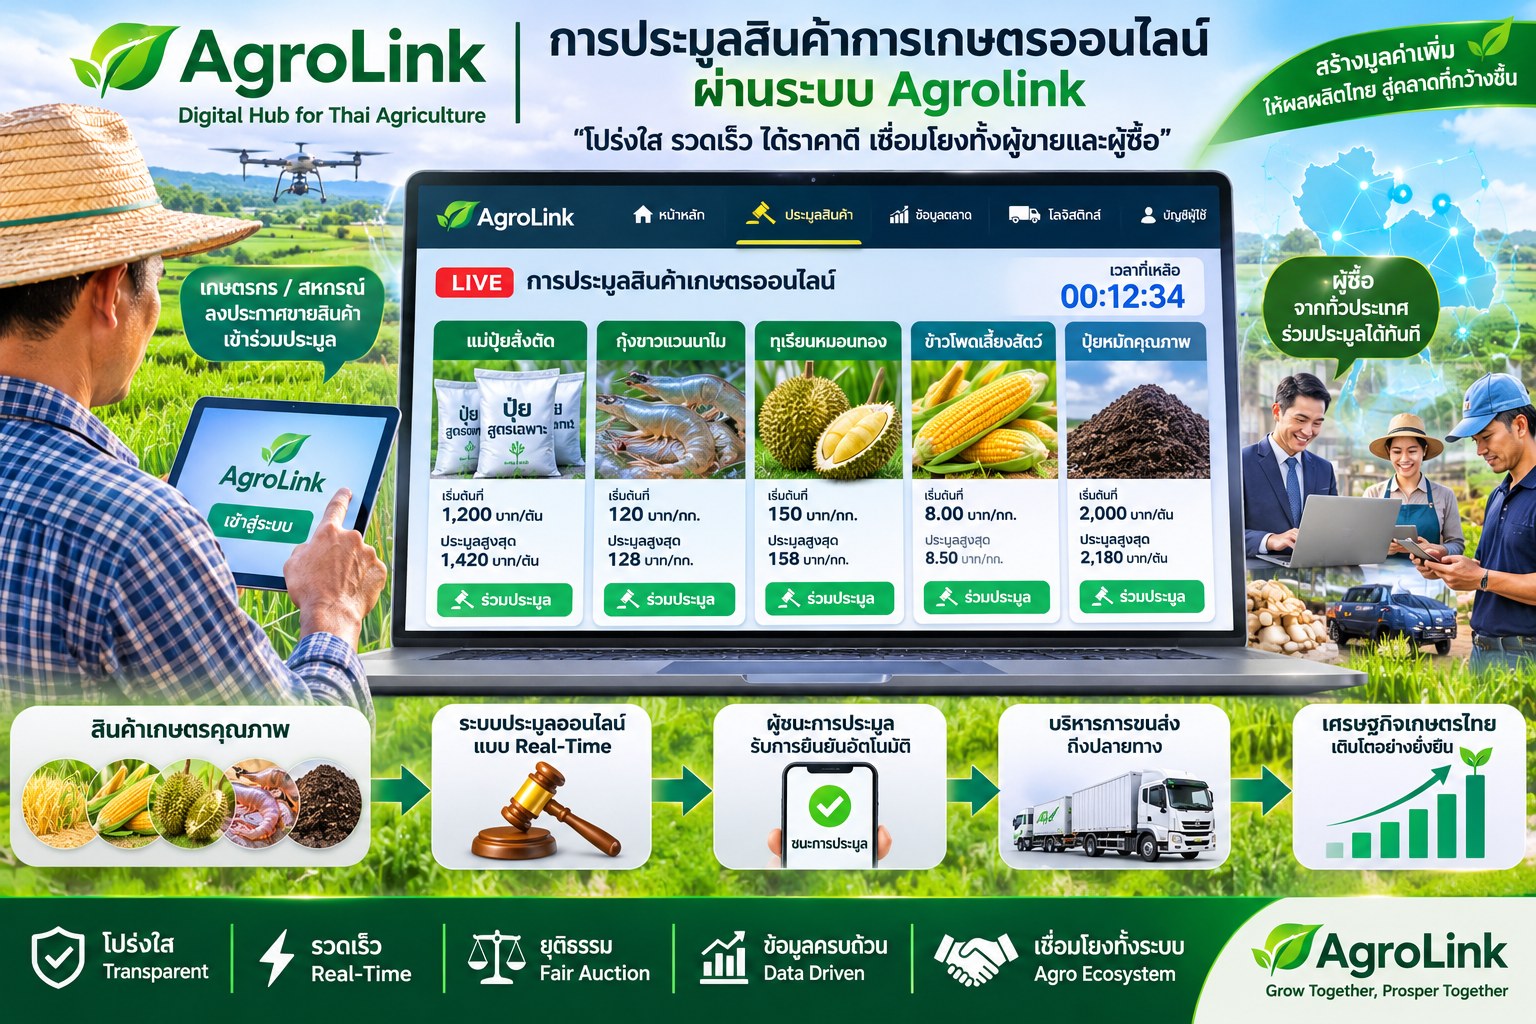 AgroLink
Digital Hub for Thai Agriculture
การประมูลสินค้าการเกษตรออนไลน์
ผ่านระบบ Agrolink
“โปร่งใส รวดเร็ว ได้ราคาดี เชื่อมโยงทั้งผู้ขายและผู้ซื้อ”
สร้างมูลค่าเพิ่ม
ให้ผลผลิตไทย สู่ตลาดที่กว้างขึ้น
AgroLink
หน้าหลัก
ประมูลสินค้า
ข้อมูลตลาด
โลจิสติกส์
บัญชีผู้ใช้
LIVE การประมูลสินค้าเกษตรออนไลน์
เวลาที่เหลือ
00:12:34
เกษตรกร / สหกรณ์
ลงประกาศขายสินค้า
เข้าร่วมประมูล
AgroLink
เข้าสู่ระบบ
ผู้ซื้อ
จากทั่วประเทศ
ร่วมประมูลได้ทันที
แม่ปุ๋ยสั่งตัด
ปุ๋ย
สูตรเฉพาะ
เริ่มต้นที่
1,200 บาท/ตัน
ประมูลสูงสุด
1,420 บาท/ตัน
ร่วมประมูล
กุ้งขาวแวนนาไม
เริ่มต้นที่
120 บาท/กก.
ประมูลสูงสุด
128 บาท/กก.
ร่วมประมูล
ทุเรียนหมอนทอง
เริ่มต้นที่
150 บาท/กก.
ประมูลสูงสุด
158 บาท/กก.
ร่วมประมูล
ข้าวโพดเลี้ยงสัตว์
เริ่มต้นที่
8.00 บาท/กก.
ประมูลสูงสุด
8.50 บาท/กก.
ร่วมประมูล
ปุ๋ยหมักคุณภาพ
เริ่มต้นที่
2,000 บาท/ตัน
ประมูลสูงสุด
2,180 บาท/ตัน
ร่วมประมูล
สินค้าเกษตรคุณภาพ
ระบบประมูลออนไลน์
แบบ Real-Time
ผู้ชนะการประมูล
รับการยืนยันอัตโนมัติ
ชนะการประมูล
บริหารการขนส่ง
ถึงปลายทาง
เศรษฐกิจเกษตรไทย
เติบโตอย่างยั่งยืน
โปร่งใส
Transparent
รวดเร็ว
Real-Time
ยุติธรรม
Fair Auction
ข้อมูลครบถ้วน
Data Driven
เชื่อมโยงทั้งระบบ
Agro Ecosystem
AgroLink
Grow Together, Prosper Together